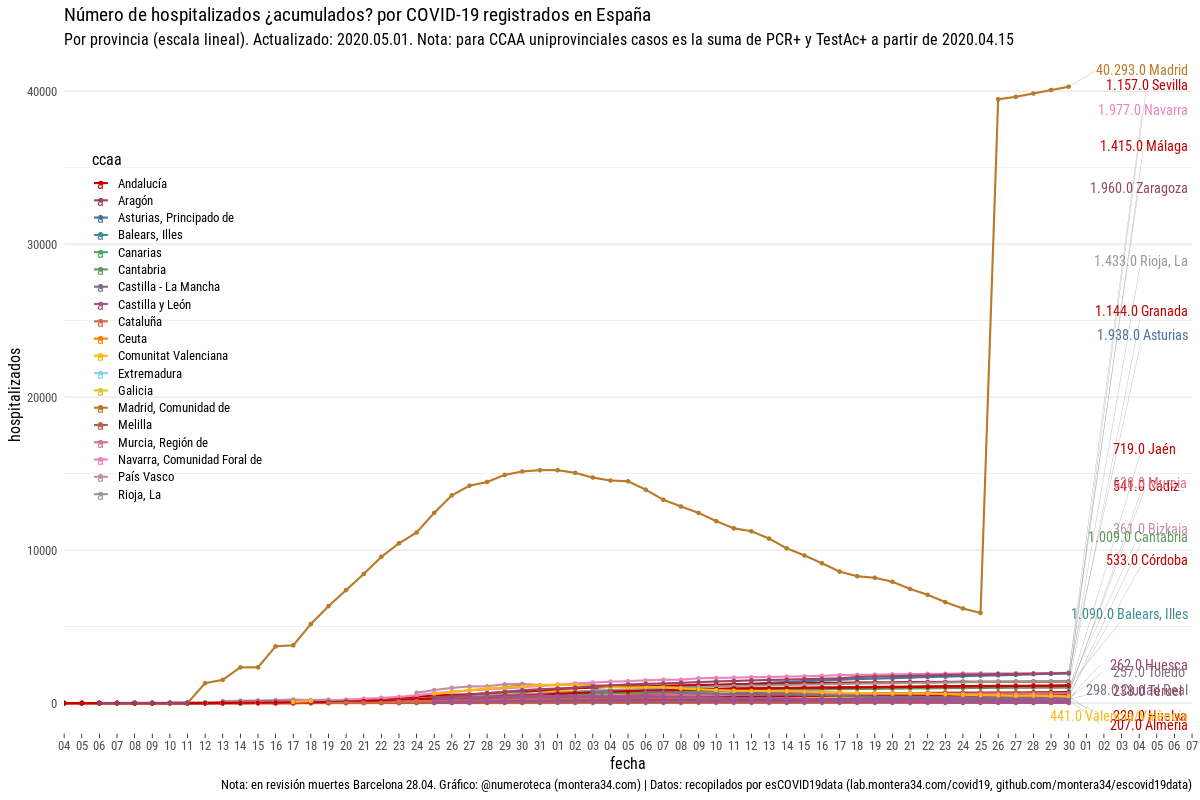 Número de hospitalizados ¿acumulados? por COVID-19 registrados en España
Por provincia (escala lineal). Actualizado: 2020.05.01. Nota: para CCAA uniprovinciales casos es la suma de PCR+ y TestAc+ a partir de 2020.04.15
hospitalizados
40000
30000
20000
10000
0
ccaa
Andalucía
Aragón
Asturias, Principado de
Balears, Illes
Canarias
Cantabria
Castilla - La Mancha
Castilla y León
Cataluña
Ceuta
Comunitat Valenciana
Extremadura
Galicia
Madrid, Comunidad de
Melilla
Murcia, Región de
Navarra, Comunidad Foral de
País Vasco
Rioja, La
40.293.0 Madrid
1.157.0 Sevilla
1.977.0 Navarra
1.415.0 Málaga
1.960.0 Zaragoza
1.433.0 Rioja, La
1.144.0 Granada
1.938.0 Asturias
719.0 Jaén
541.0 Cádiz
361.0 Bizkaia
1.009.0 Cantabria
533.0 Córdoba
1.090.0 Balears, Illes
262.0 Huesca
257.0 Toledo
298.0 Ciudad Real
441.0
207.0 Almería
04 05 06 07 08 09 10 11 12 13 14 15 16 17 18 19 20 21 22 23 24 25 26 27 28 29 30 31 01 02 03 04 05 06 07 08 09 10 11 12 13 14 15 16 17 18 19 20 21 22 23 24 25 26 27 28 29 30 01 02 03 04 05 06 07
fecha
Nota: en revisión muertes Barcelona 28.04. Gráfico: @numeroteca (montera34.com) | Datos: recopilados por esCOVID19data (lab.montera34.com/covid19, github.com/montera34/escovid19data)